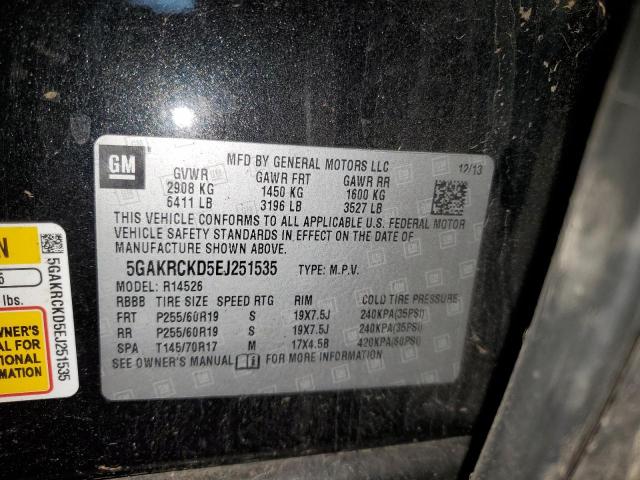 GM
MFD BY GENERAL MOTORS LLC
12/13
GVWR GAWR FRT GAWR RR
2908 KG 1450 KG 1600 KG
6411 LB 3196 LB 3527 LB
THIS VEHICLE CONFORMS TO ALL APPLICABLE U.S. FEDERAL MOTOR
VEHICLE SAFETY STANDARDS IN EFFECT ON THE DATE OF
MANUFACTURE SHOWN ABOVE.
5GAKRCKD5EJ251535 TYPE: M.P.V.
MODEL: R14526
RBBB TIRE SIZE SPEED RTG RIM COLD TIRE PRESSURE
FRT P255/60R19 S 19X7.5J 240KPA(35PSI)
RR P255/60R19 S 19X7.5J 240KPA(35PSI)
SPA T145/70R17 M 17X4.5B 420KPA(60PSI)
SEE OWNER'S MANUAL FOR MORE INFORMATION.
N
lbs.
OWNER'S
AL FOR
TIONAL
RMATION
5GAKRCKD5EJ251535